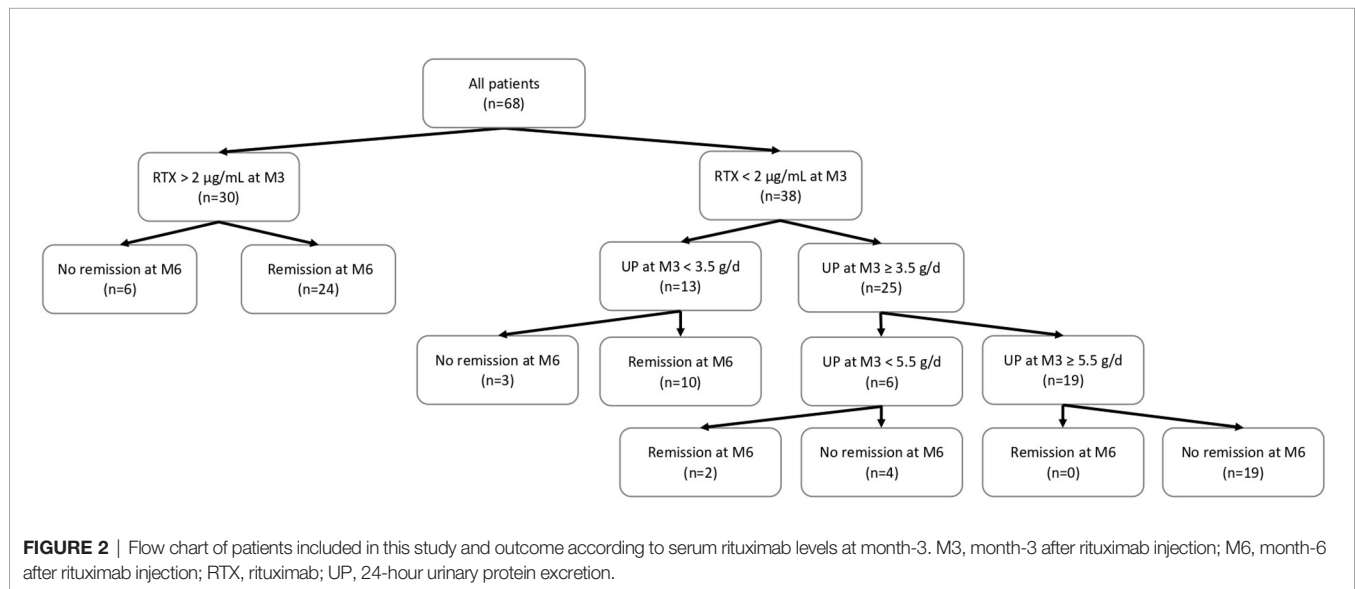 All patients
(n=68)
RTX > 2 µg/mL at M3
(n=30)
RTX < 2 µg/mL at M3
(n=38)
No remission at M6
(n=6)
Remission at M6
(n=24)
UP at M3 < 3.5 g/d
(n=13)
UP at M3 ≥ 3.5 g/d
(n=25)
No remission at M6
(n=3)
Remission at M6
(n=10)
UP at M3 < 5.5 g/d
(n=6)
UP at M3 ≥ 5.5 g/d
(n=19)
Remission at M6
(n=2)
No remission at M6
(n=4)
Remission at M6
(n=0)
No remission at M6
(n=19)
FIGURE 2 | Flow chart of patients included in this study and outcome according to serum rituximab levels at month-3. M3, month-3 after rituximab injection; M6, month-6
after rituximab injection; RTX, rituximab; UP, 24-hour urinary protein excretion.